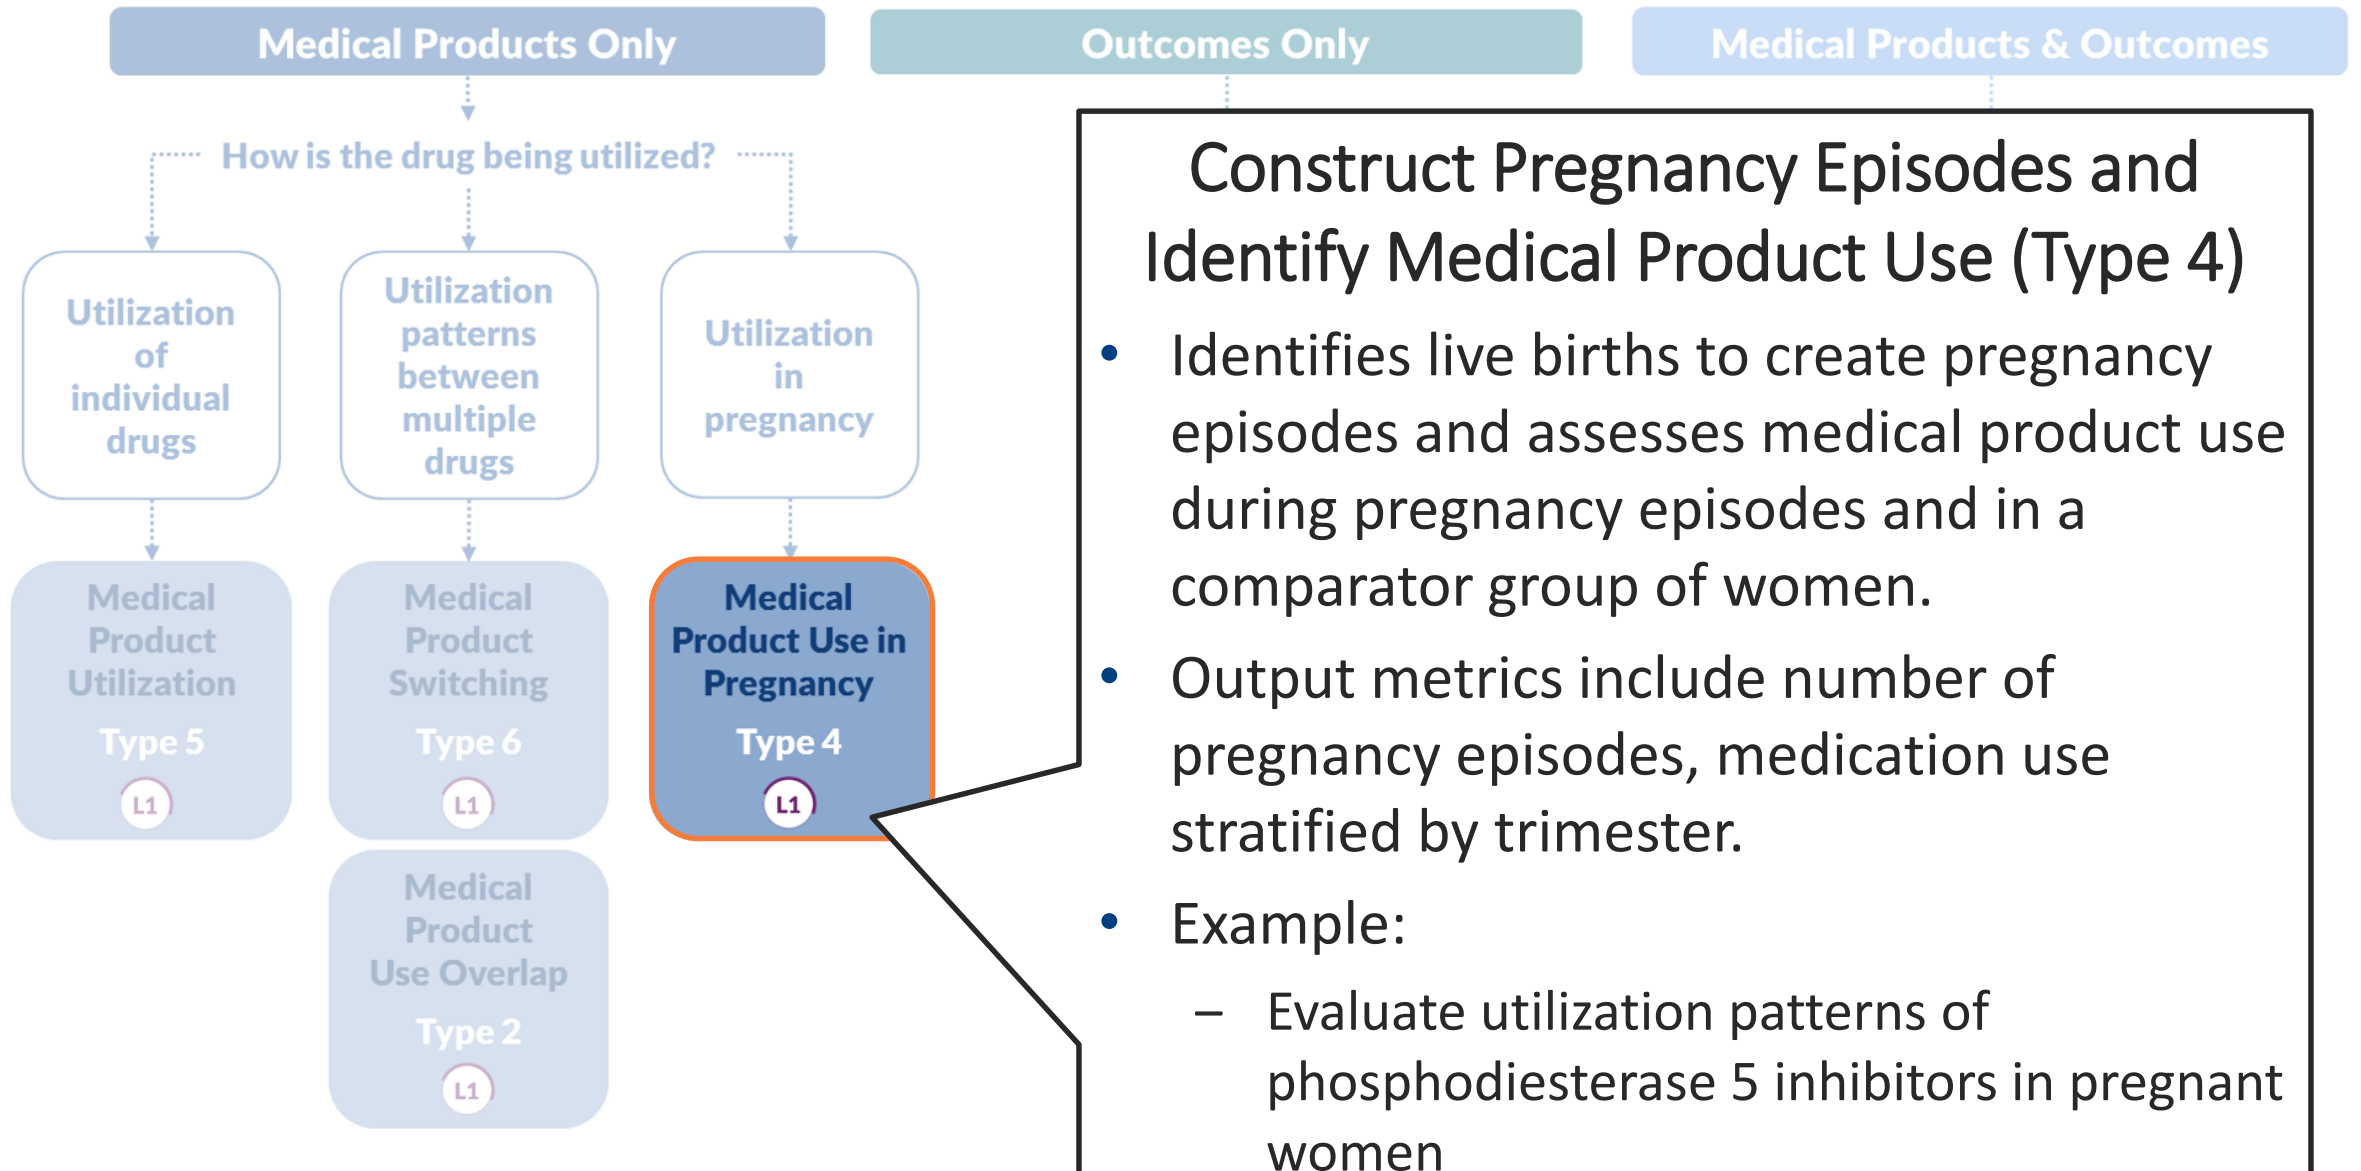 Medical Products Only
Outcomes Only
Medical Products & Outcomes
How is the drug being utilized?
Utilization
of
individual
drugs
Utilization
patterns
between
multiple
drugs
Utilization
in
pregnancy
Medical
Product
Utilization
Type 5
L1
Medical
Product
Switching
Type 6
L1
Medical
Product Use in
Pregnancy
Type 4
L1
Medical
Product
Use Overlap
Type 2
L1
Construct Pregnancy Episodes and
Identify Medical Product Use (Type 4)
• Identifies live births to create pregnancy
episodes and assesses medical product use
during pregnancy episodes and in a
comparator group of women.
• Output metrics include number of
pregnancy episodes, medication use
stratified by trimester.
• Example:
– Evaluate utilization patterns of
phosphodiesterase 5 inhibitors in pregnant
women